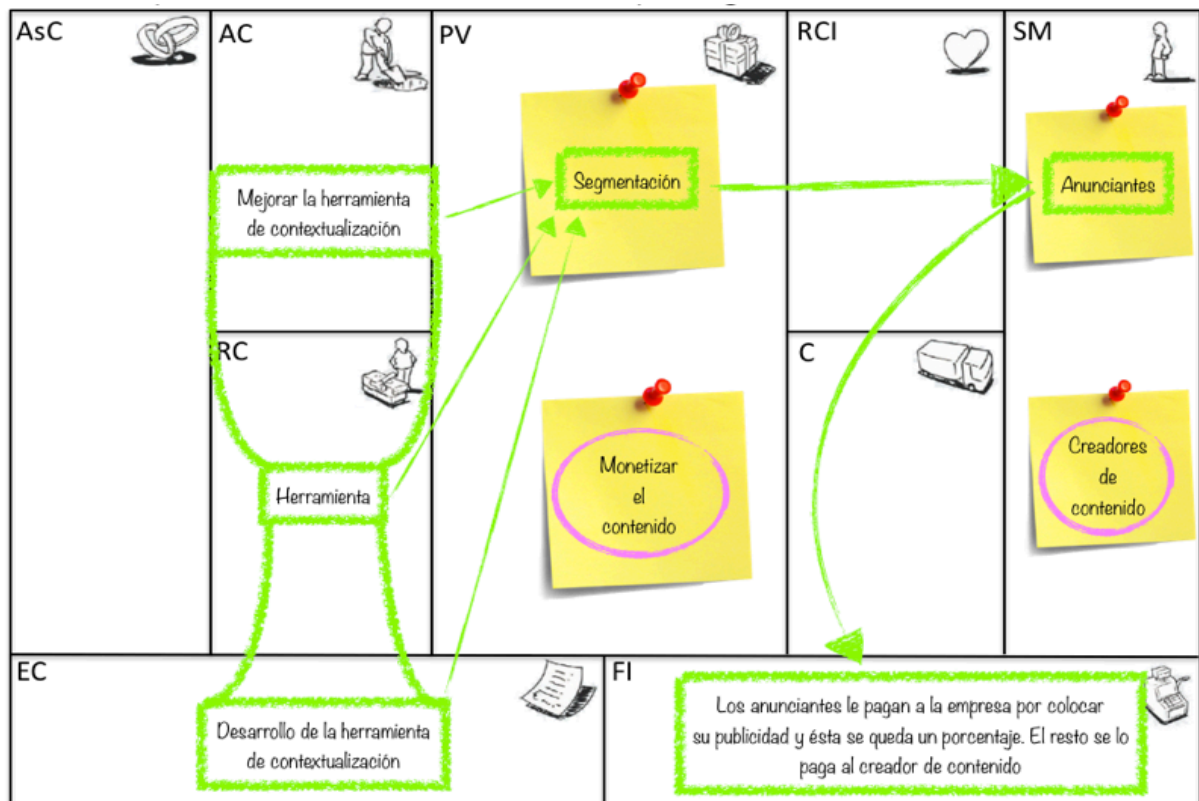 AsC
AC
PV
RCl
SM
Mejorar la herramienta
de contextualización
Segmentación
Anunciantes
RC
C
Herramienta
Monetizar
el
contenido
Creadores
de
contenido
EC
FI
Desarrollo de la herramienta
de contextualización
Los anunciantes le pagan a la empresa por colocar
su publicidad y ésta se queda un porcentaje. El resto se lo
paga al creador de contenido